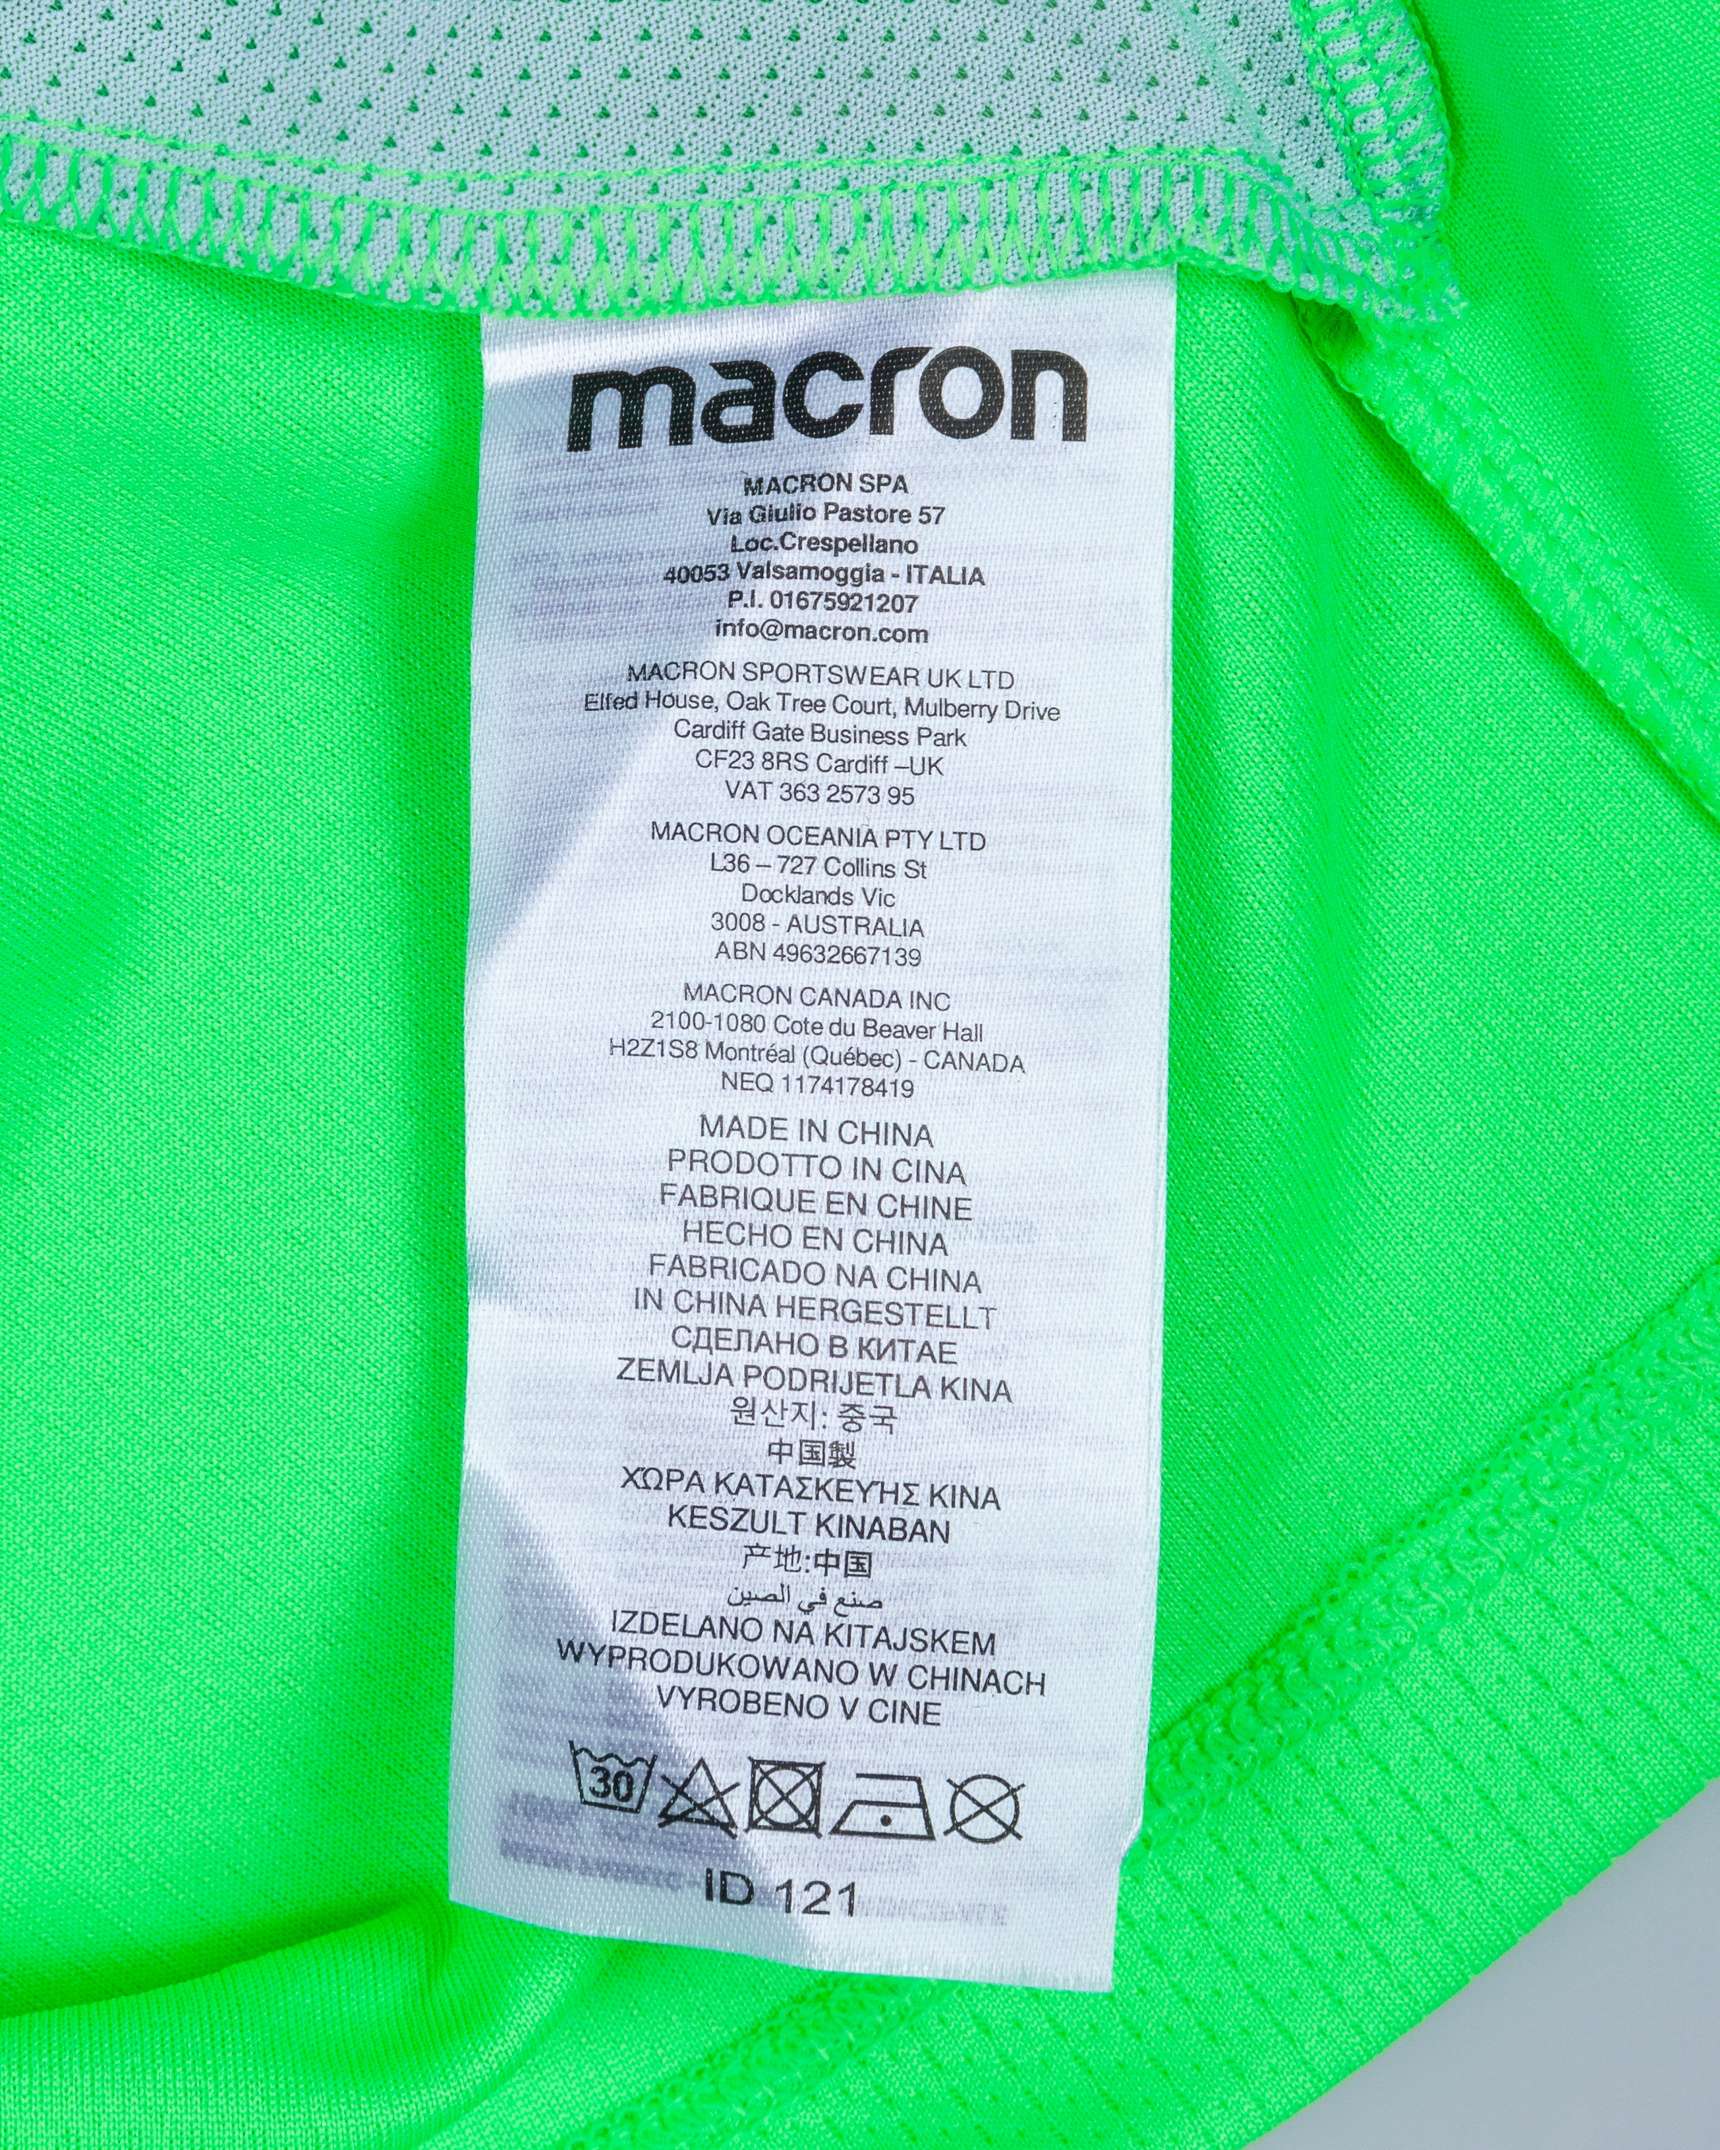 macron
MACRON SPA
Via Giulio Pastore 57
Loc.Crespellano
40053 Valsamoggia - ITALIA
P.I. 01675921207
info@macron.com
MACRON SPORTSWEAR UK LTD
Elfed House, Oak Tree Court, Mulberry Drive
Cardiff Gate Business Park
CF23 8RS Cardiff –UK
VAT 363 2573 95
MACRON OCEANIA PTY LTD
L36 – 727 Collins St
Docklands Vic
3008 - AUSTRALIA
ABN 49632667139
MACRON CANADA INC
2100-1080 Cote du Beaver Hall
H2Z1S8 Montréal (Québec) - CANADA
NEQ 1174178419
MADE IN CHINA
PRODOTTO IN CINA
FABRIQUE EN CHINE
HECHO EN CHINA
FABRICADO NA CHINA
IN CHINA HERGESTELLT
СДЕЛАНО В КИТАЕ
ZEMLJA PODRIJETLA KINA
원산지: 중국
中国製
ΧΏΡΑ ΚΑΤΑΣΚΕΥΉΣ ΚΙΝΑ
KESZULT KINABAN
产地:中国
صنع في الصين
IZDELANO NA KITAJSKEM
WYPRODUKOWANO W CHINACH
VYROBENO V CINE
30
ID 121